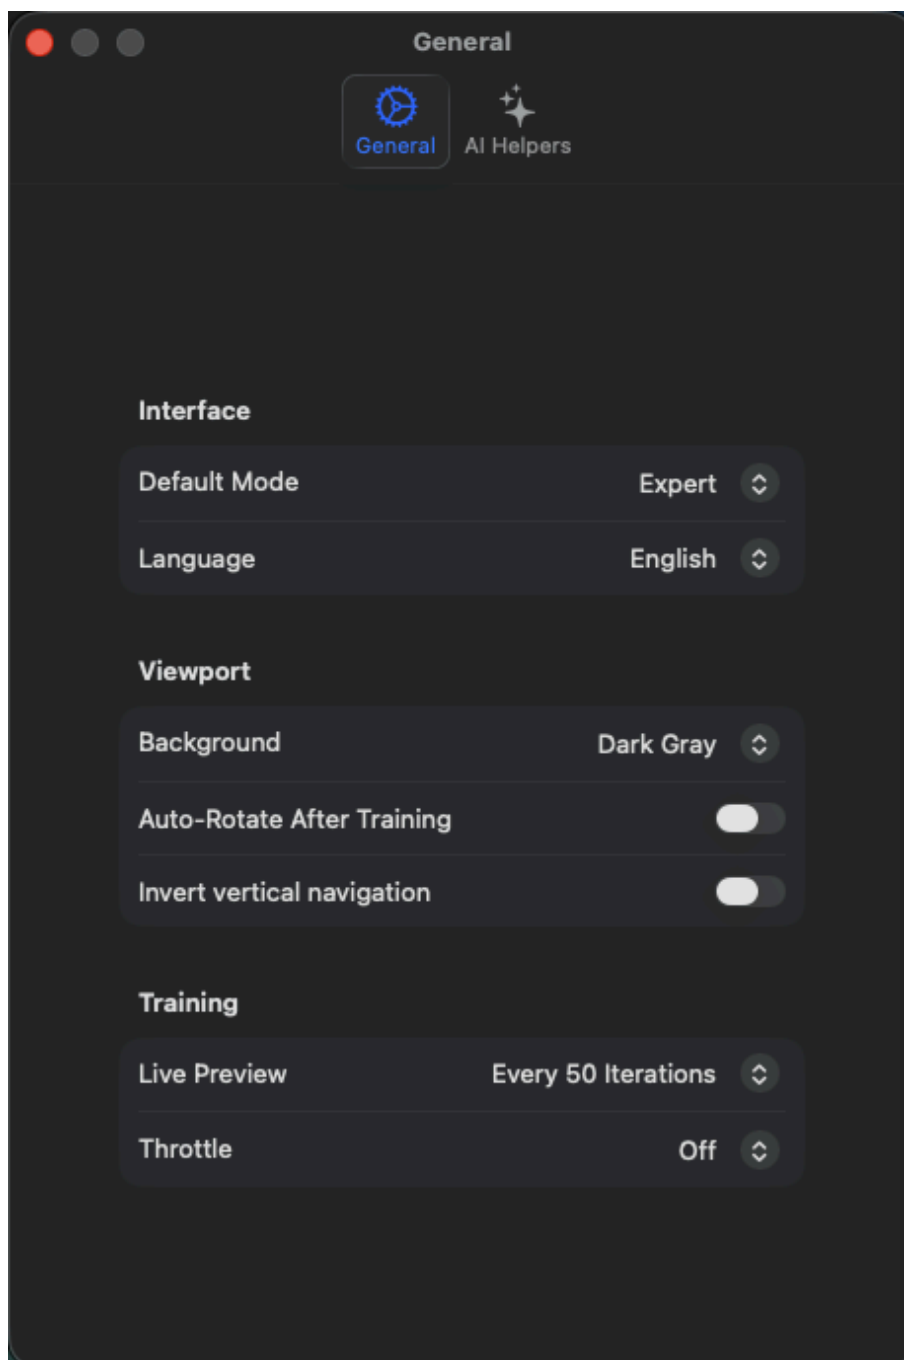 General
General
AI Helpers
Interface
Default Mode Expert
Language English
Viewport
Background Dark Gray
Auto-Rotate After Training
Invert vertical navigation
Training
Live Preview Every 50 Iterations
Throttle Off